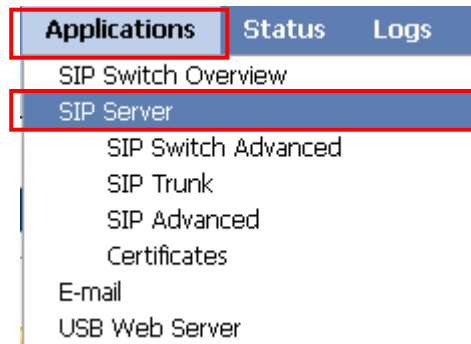 Applications Status Logs
SIP Switch Overview
SIP Server
SIP Switch Advanced
SIP Trunk
SIP Advanced
Certificates
E-mail
USB Web Server